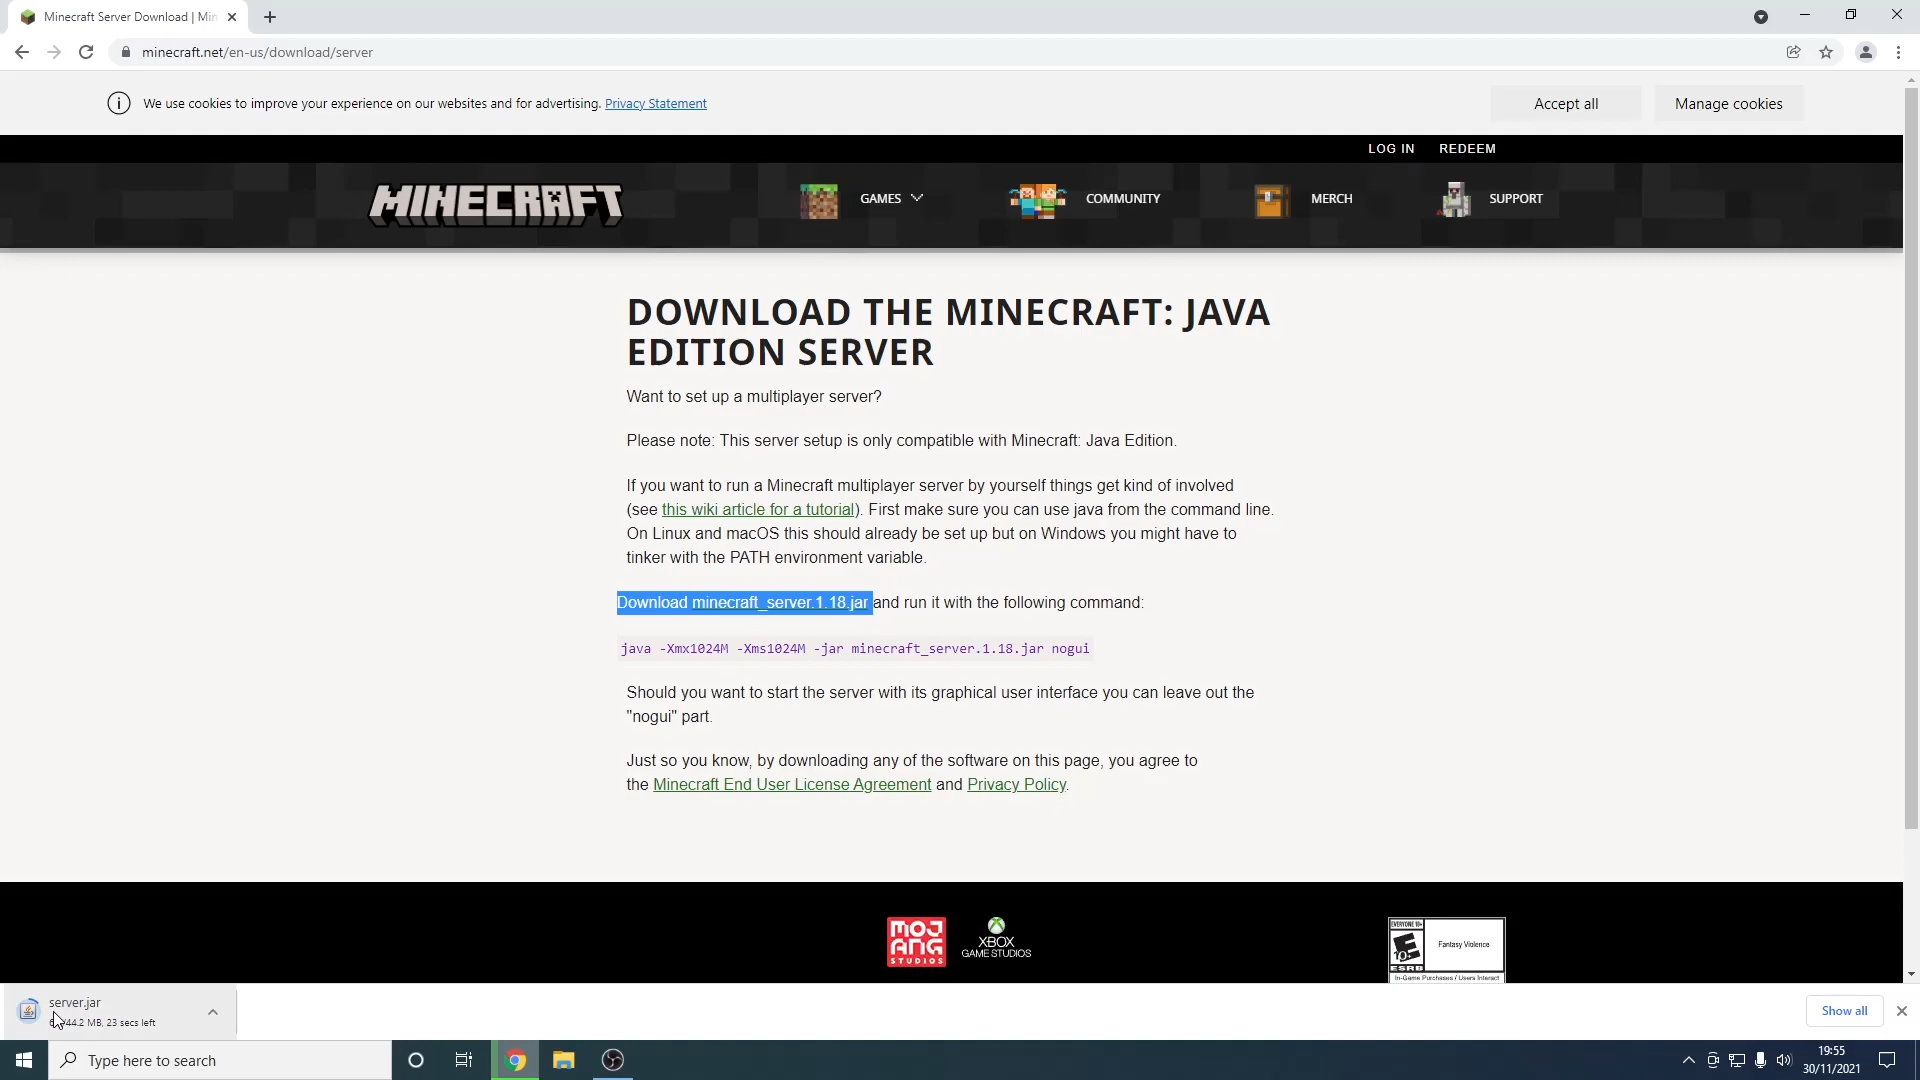 Minecraft Server Download | Min
minecraft.net/en-us/download/server
We use cookies to improve your experience on our websites and for advertising. Privacy Statement
Accept all
Manage cookies
LOG IN
REDEEM
MINECRAFT
GAMES
COMMUNITY
MERCH
SUPPORT
DOWNLOAD THE MINECRAFT: JAVA
EDITION SERVER
Want to set up a multiplayer server?
Please note: This server setup is only compatible with Minecraft: Java Edition.
If you want to run a Minecraft multiplayer server by yourself things get kind of involved
(see this wiki article for a tutorial). First make sure you can use java from the command line.
On Linux and macOS this should already be set up but on Windows you might have to
tinker with the PATH environment variable.
Download minecraft_server.1.18.jar and run it with the following command:
java -Xmx1024M -Xms1024M -jar minecraft_server.1.18.jar nogui
Should you want to start the server with its graphical user interface you can leave out the
"nogui" part.
Just so you know, by downloading any of the software on this page, you agree to
the Minecraft End User License Agreement and Privacy Policy.
MOJ
ANG
STUDIOS
XBOX
GAME STUDIOS
EVERYONE 10+
ESRB
Fantasy Violence
In-Game Purchases / Users Interact
server.jar
/44.2 MB, 23 secs left
Show all
Type here to search
19:55
30/11/2021